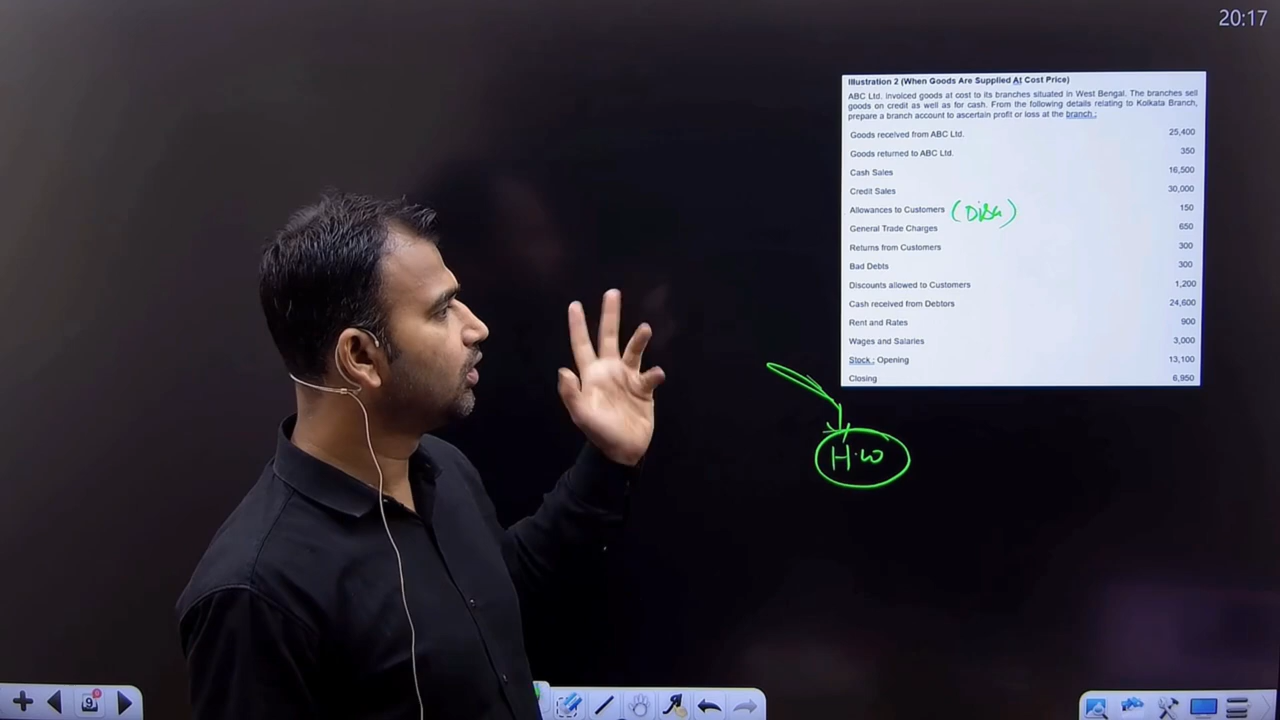 20:17
Illustration 2 (When Goods Are Supplied At Cost Price)
ABC Ltd. invoiced goods at cost to its branches situated in West Bengal. The branches sell
goods on credit as well as for cash. From the following details relating to Kolkata Branch,
prepare a branch account to ascertain profit or loss at the branch :
Goods received from ABC Ltd. 25,400
Goods returned to ABC Ltd. 350
Cash Sales 16,500
Credit Sales 30,000
Allowances to Customers (Disc) 150
General Trade Charges 650
Returns from Customers 300
Bad Debts 300
Discounts allowed to Customers 1,200
Cash received from Debtors 24,600
Rent and Rates 900
Wages and Salaries 3,000
Stock : Opening 13,100
Closing 6,950
H.W
9